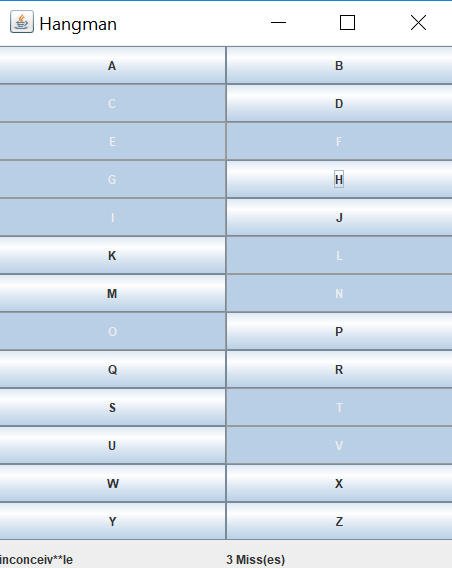 Hangman
A B
C D
E F
G H
I J
K L
M N
O P
Q R
S T
U V
W X
Y Z
inconceiv**le 3 Miss(es)